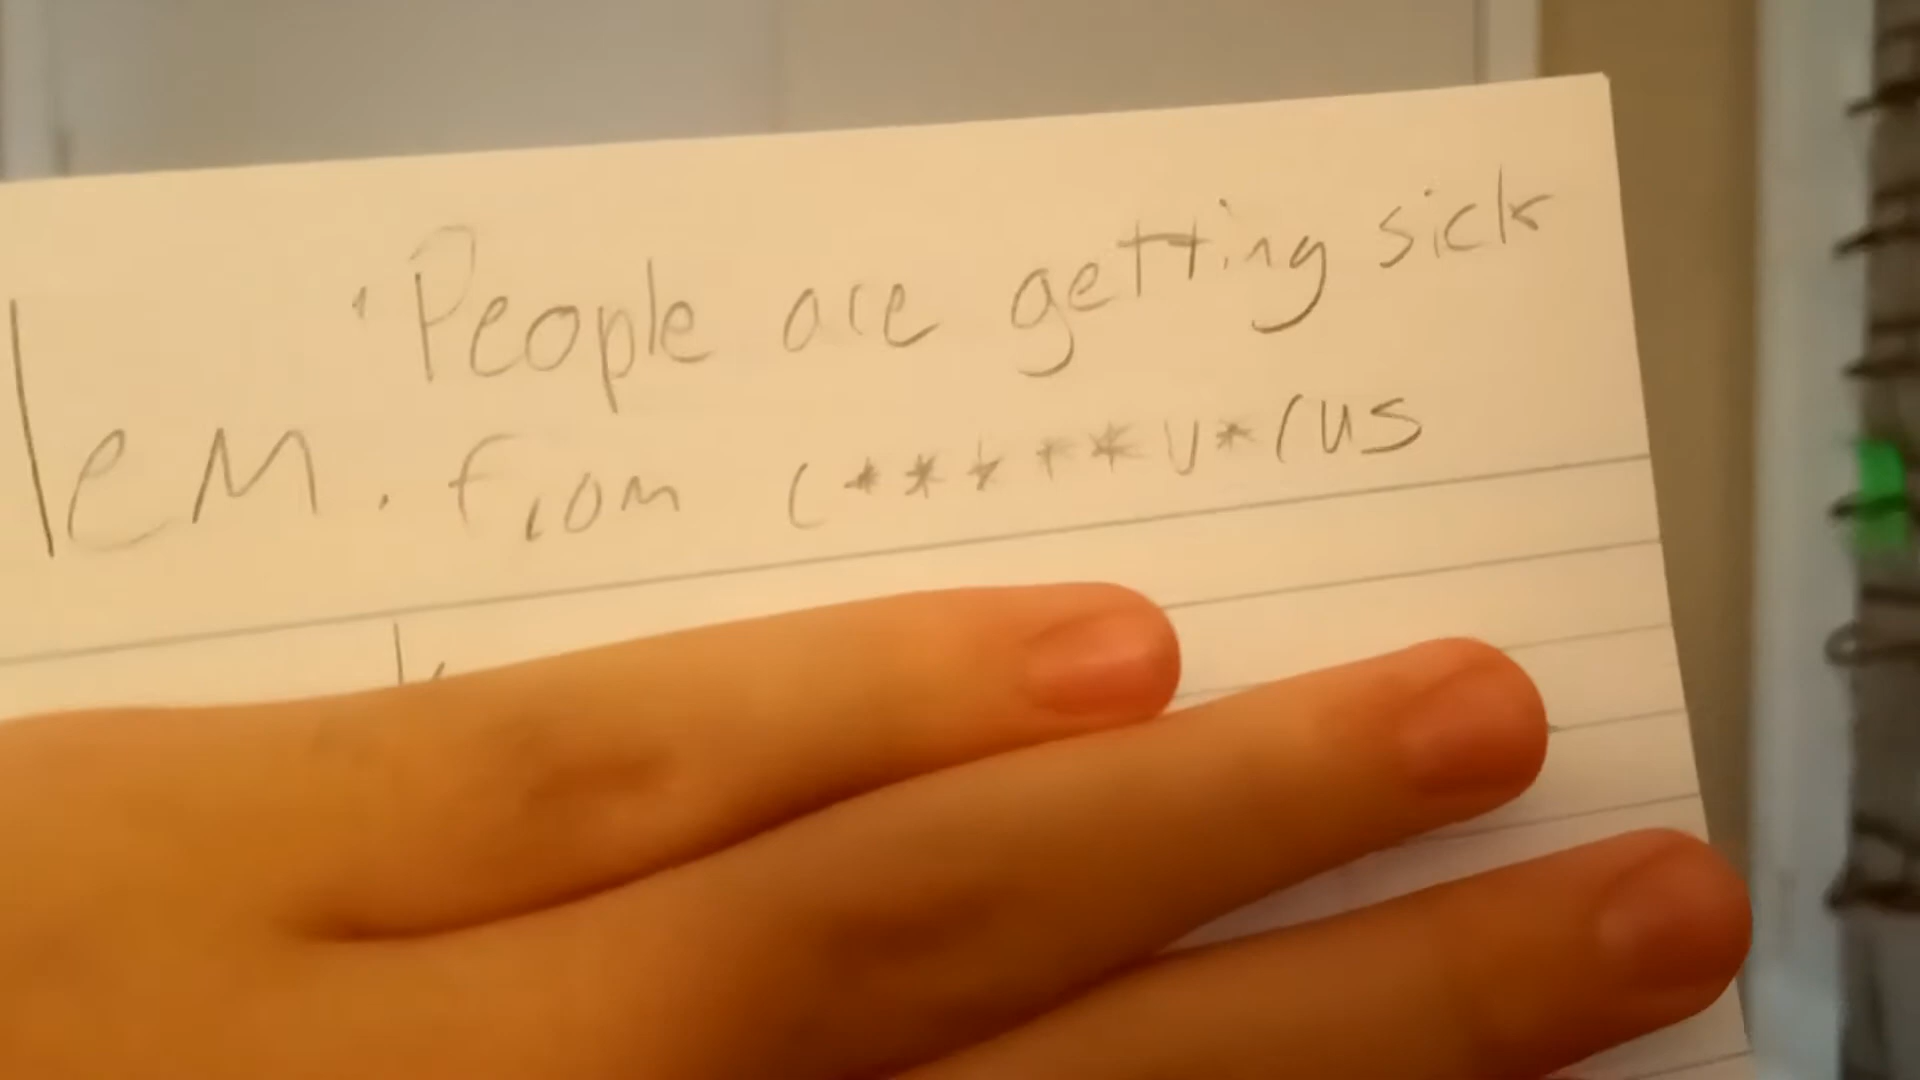 · People are getting sick
lem. from c*****v*rus